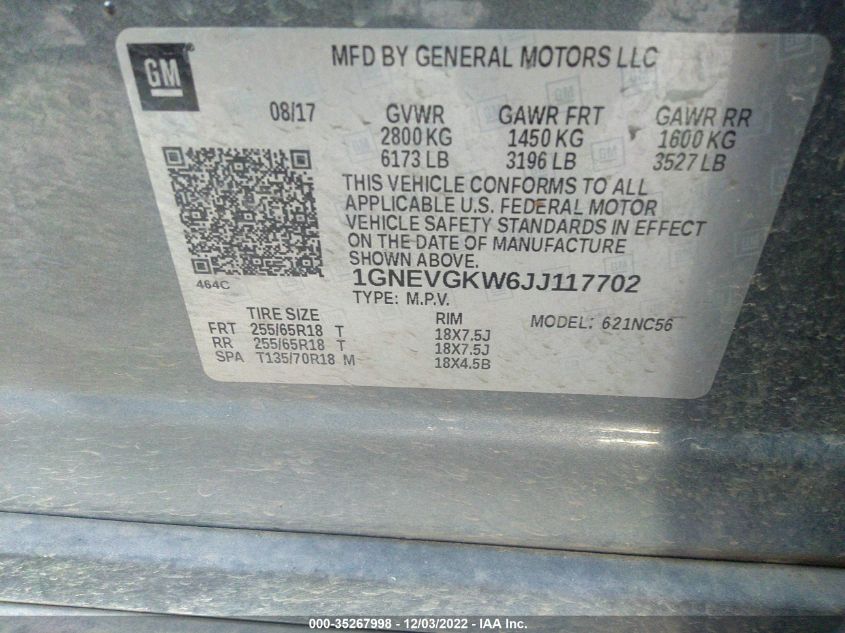 GM
MFD BY GENERAL MOTORS LLC
08/17 GVWR GAWR FRT GAWR RR
2800 KG 1450 KG 1600 KG
6173 LB 3196 LB 3527 LB
THIS VEHICLE CONFORMS TO ALL
APPLICABLE U.S. FEDERAL MOTOR
VEHICLE SAFETY STANDARDS IN EFFECT
ON THE DATE OF MANUFACTURE
SHOWN ABOVE.
464C
1GNEVGKW6JJ117702
TYPE: M.P.V.
TIRE SIZE RIM MODEL: 621NC56
FRT 255/65R18 T 18X7.5J
RR 255/65R18 T 18X7.5J
SPA T135/70R18 M 18X4.5B
000-35267998 - 12/03/2022 - IAA Inc.